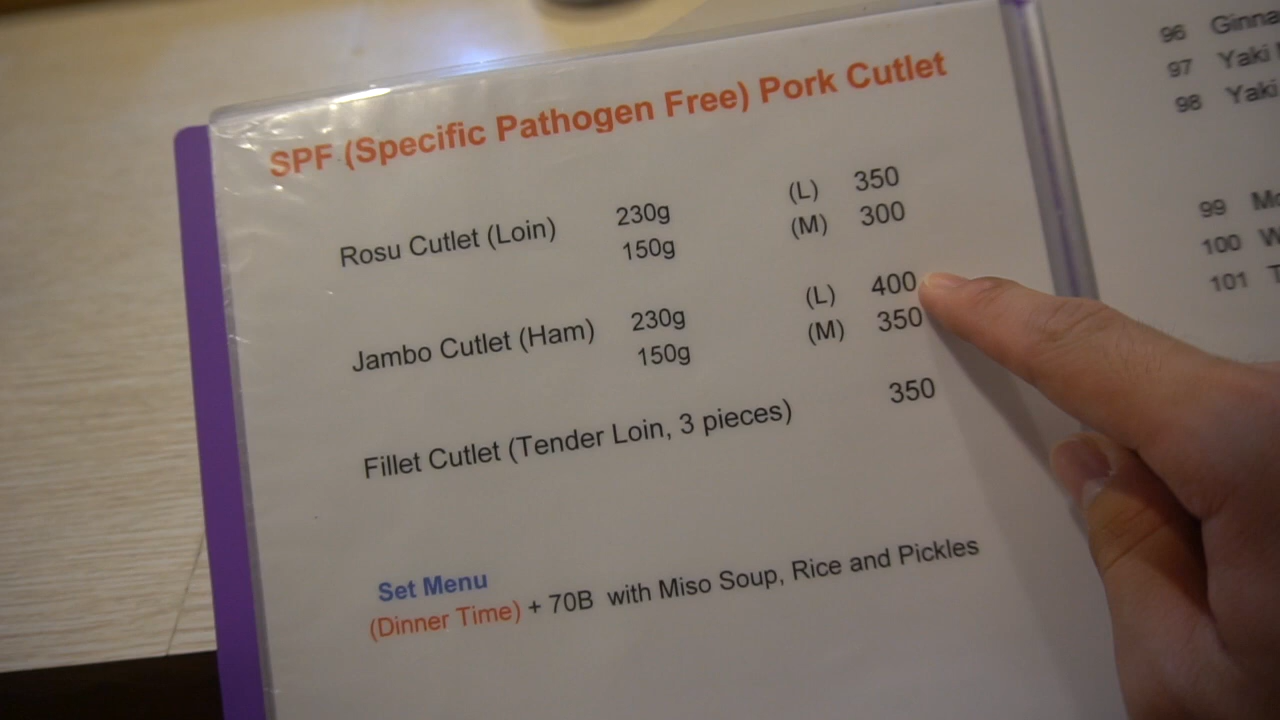 SPF (Specific Pathogen Free) Pork Cutlet
Rosu Cutlet (Loin) 230g (L) 350
150g (M) 300
Jambo Cutlet (Ham) 230g (L) 400
150g (M) 350
Fillet Cutlet (Tender Loin, 3 pieces) 350
Set Menu
(Dinner Time) + 70B with Miso Soup, Rice and Pickles
96
97 Yaki
98 Yaki
99
100
101